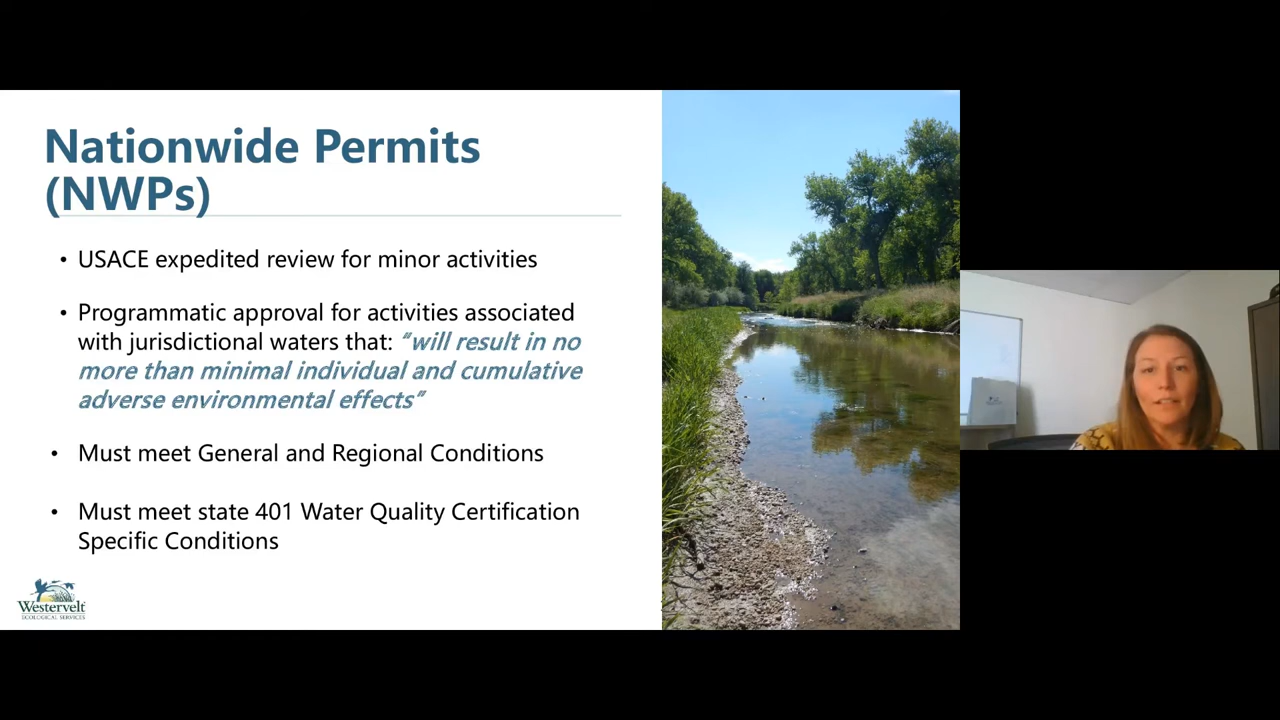 Nationwide Permits
(NWPs)
• USACE expedited review for minor activities
• Programmatic approval for activities associated
with jurisdictional waters that: “will result in no
more than minimal individual and cumulative
adverse environmental effects”
• Must meet General and Regional Conditions
• Must meet state 401 Water Quality Certification
Specific Conditions
Westervelt
ECOLOGICAL SERVICES